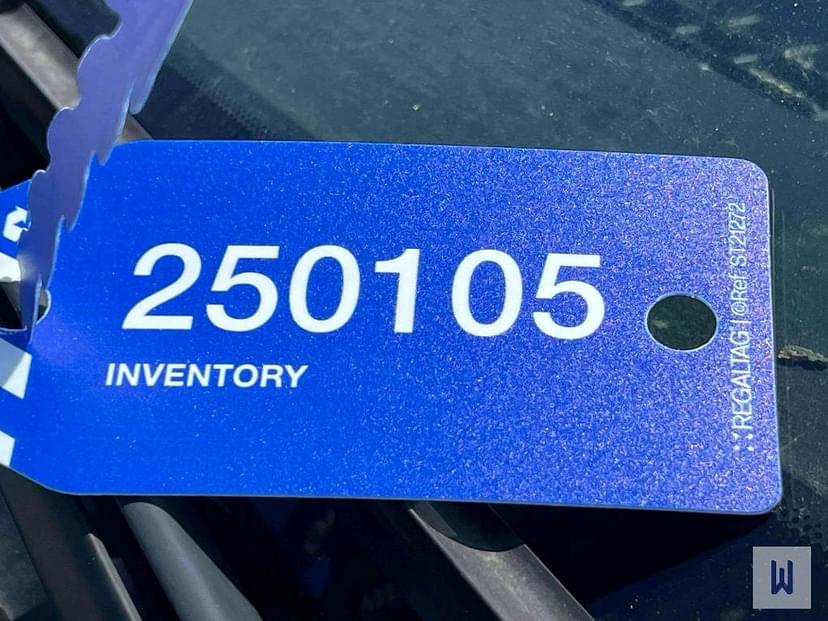 250105
INVENTORY
REGALTAG | @Ref ST21272
W